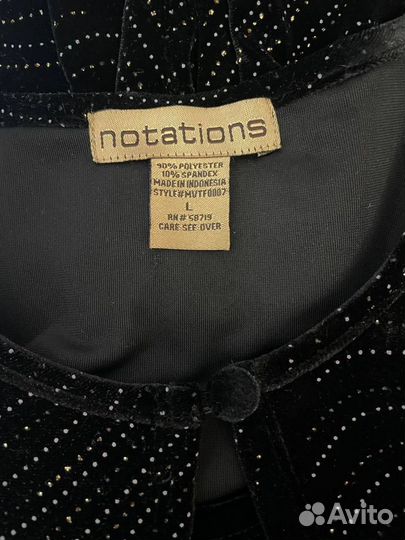 notations
90% POLYESTER
10% SPANDEX
MADE IN INDONESIA
STYLE#MVTF0007
L
RN# 58719
CARE-SEE-OVER
Avito